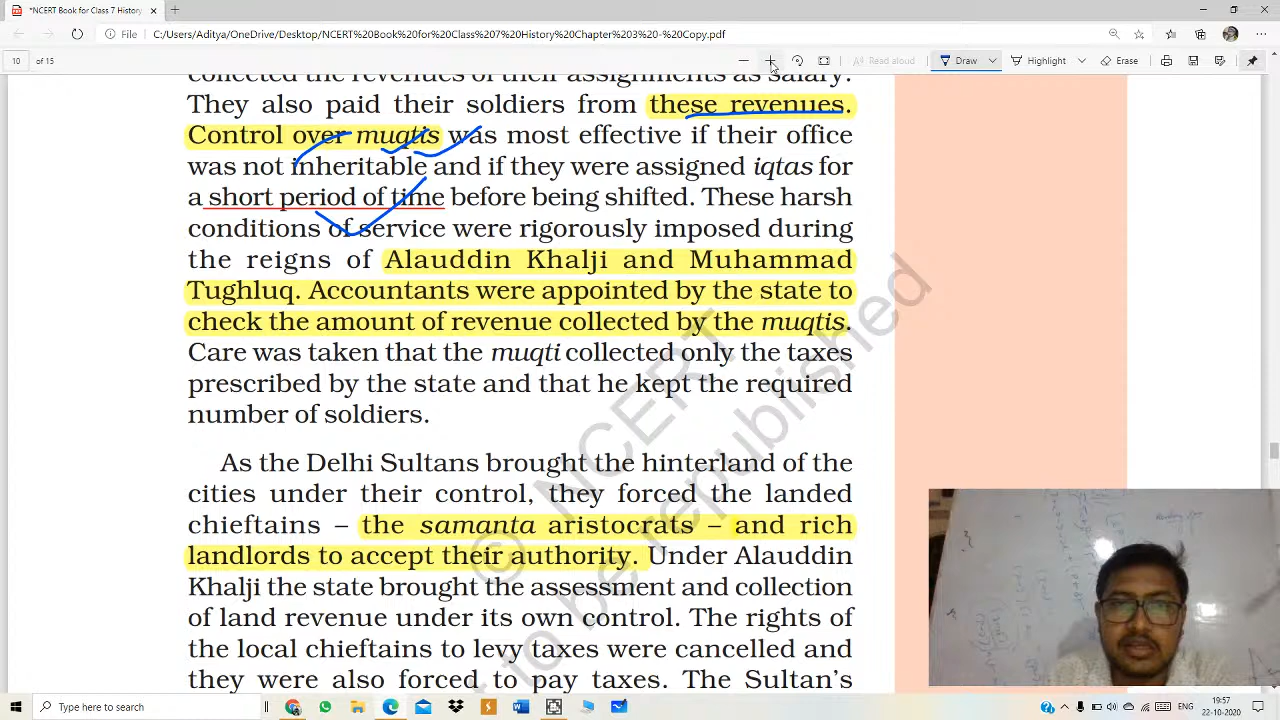 *NCERT Book for Class 7 History
File
C:/Users/Aditya/OneDrive/Desktop/NCERT%20Book%20for%20Class%207%20History%20Chapter%203%20-%20Copy.pdf
10 of 15
Read aloud
Draw
Highlight
Erase
collected the revenues of their assignments as salary.
They also paid their soldiers from these revenues.
Control over muqtis was most effective if their office
was not inheritable and if they were assigned iqtas for
a short period of time before being shifted. These harsh
conditions of service were rigorously imposed during
the reigns of Alauddin Khalji and Muhammad
Tughluq. Accountants were appointed by the state to
check the amount of revenue collected by the muqtis.
Care was taken that the muqti collected only the taxes
prescribed by the state and that he kept the required
number of soldiers.
As the Delhi Sultans brought the hinterland of the
cities under their control, they forced the landed
chieftains – the samanta aristocrats – and rich
landlords to accept their authority. Under Alauddin
Khalji the state brought the assessment and collection
of land revenue under its own control. The rights of
the local chieftains to levy taxes were cancelled and
they were also forced to pay taxes. The Sultan's
© NCERT
to be republished
Type here to search
ENG
19:57
22-10-2020